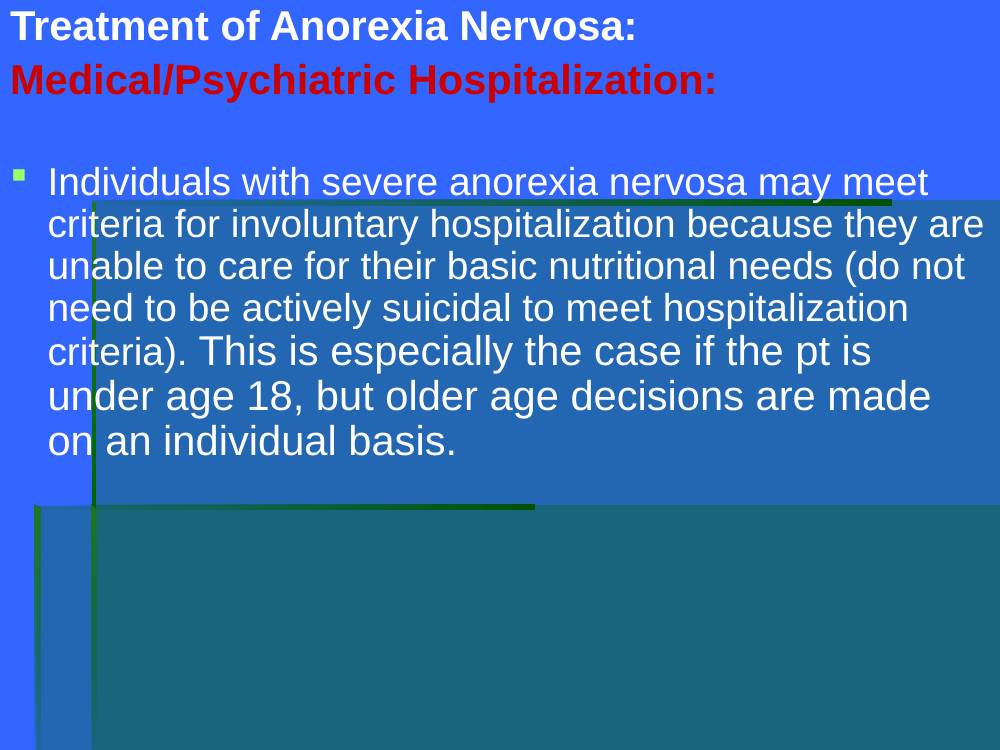 Treatment of Anorexia Nervosa:
Medical/Psychiatric Hospitalization:
Individuals with severe anorexia nervosa may meet
criteria for involuntary hospitalization because they are
unable to care for their basic nutritional needs (do not
need to be actively suicidal to meet hospitalization
criteria). This is especially the case if the pt is
under age 18, but older age decisions are made
on an individual basis.